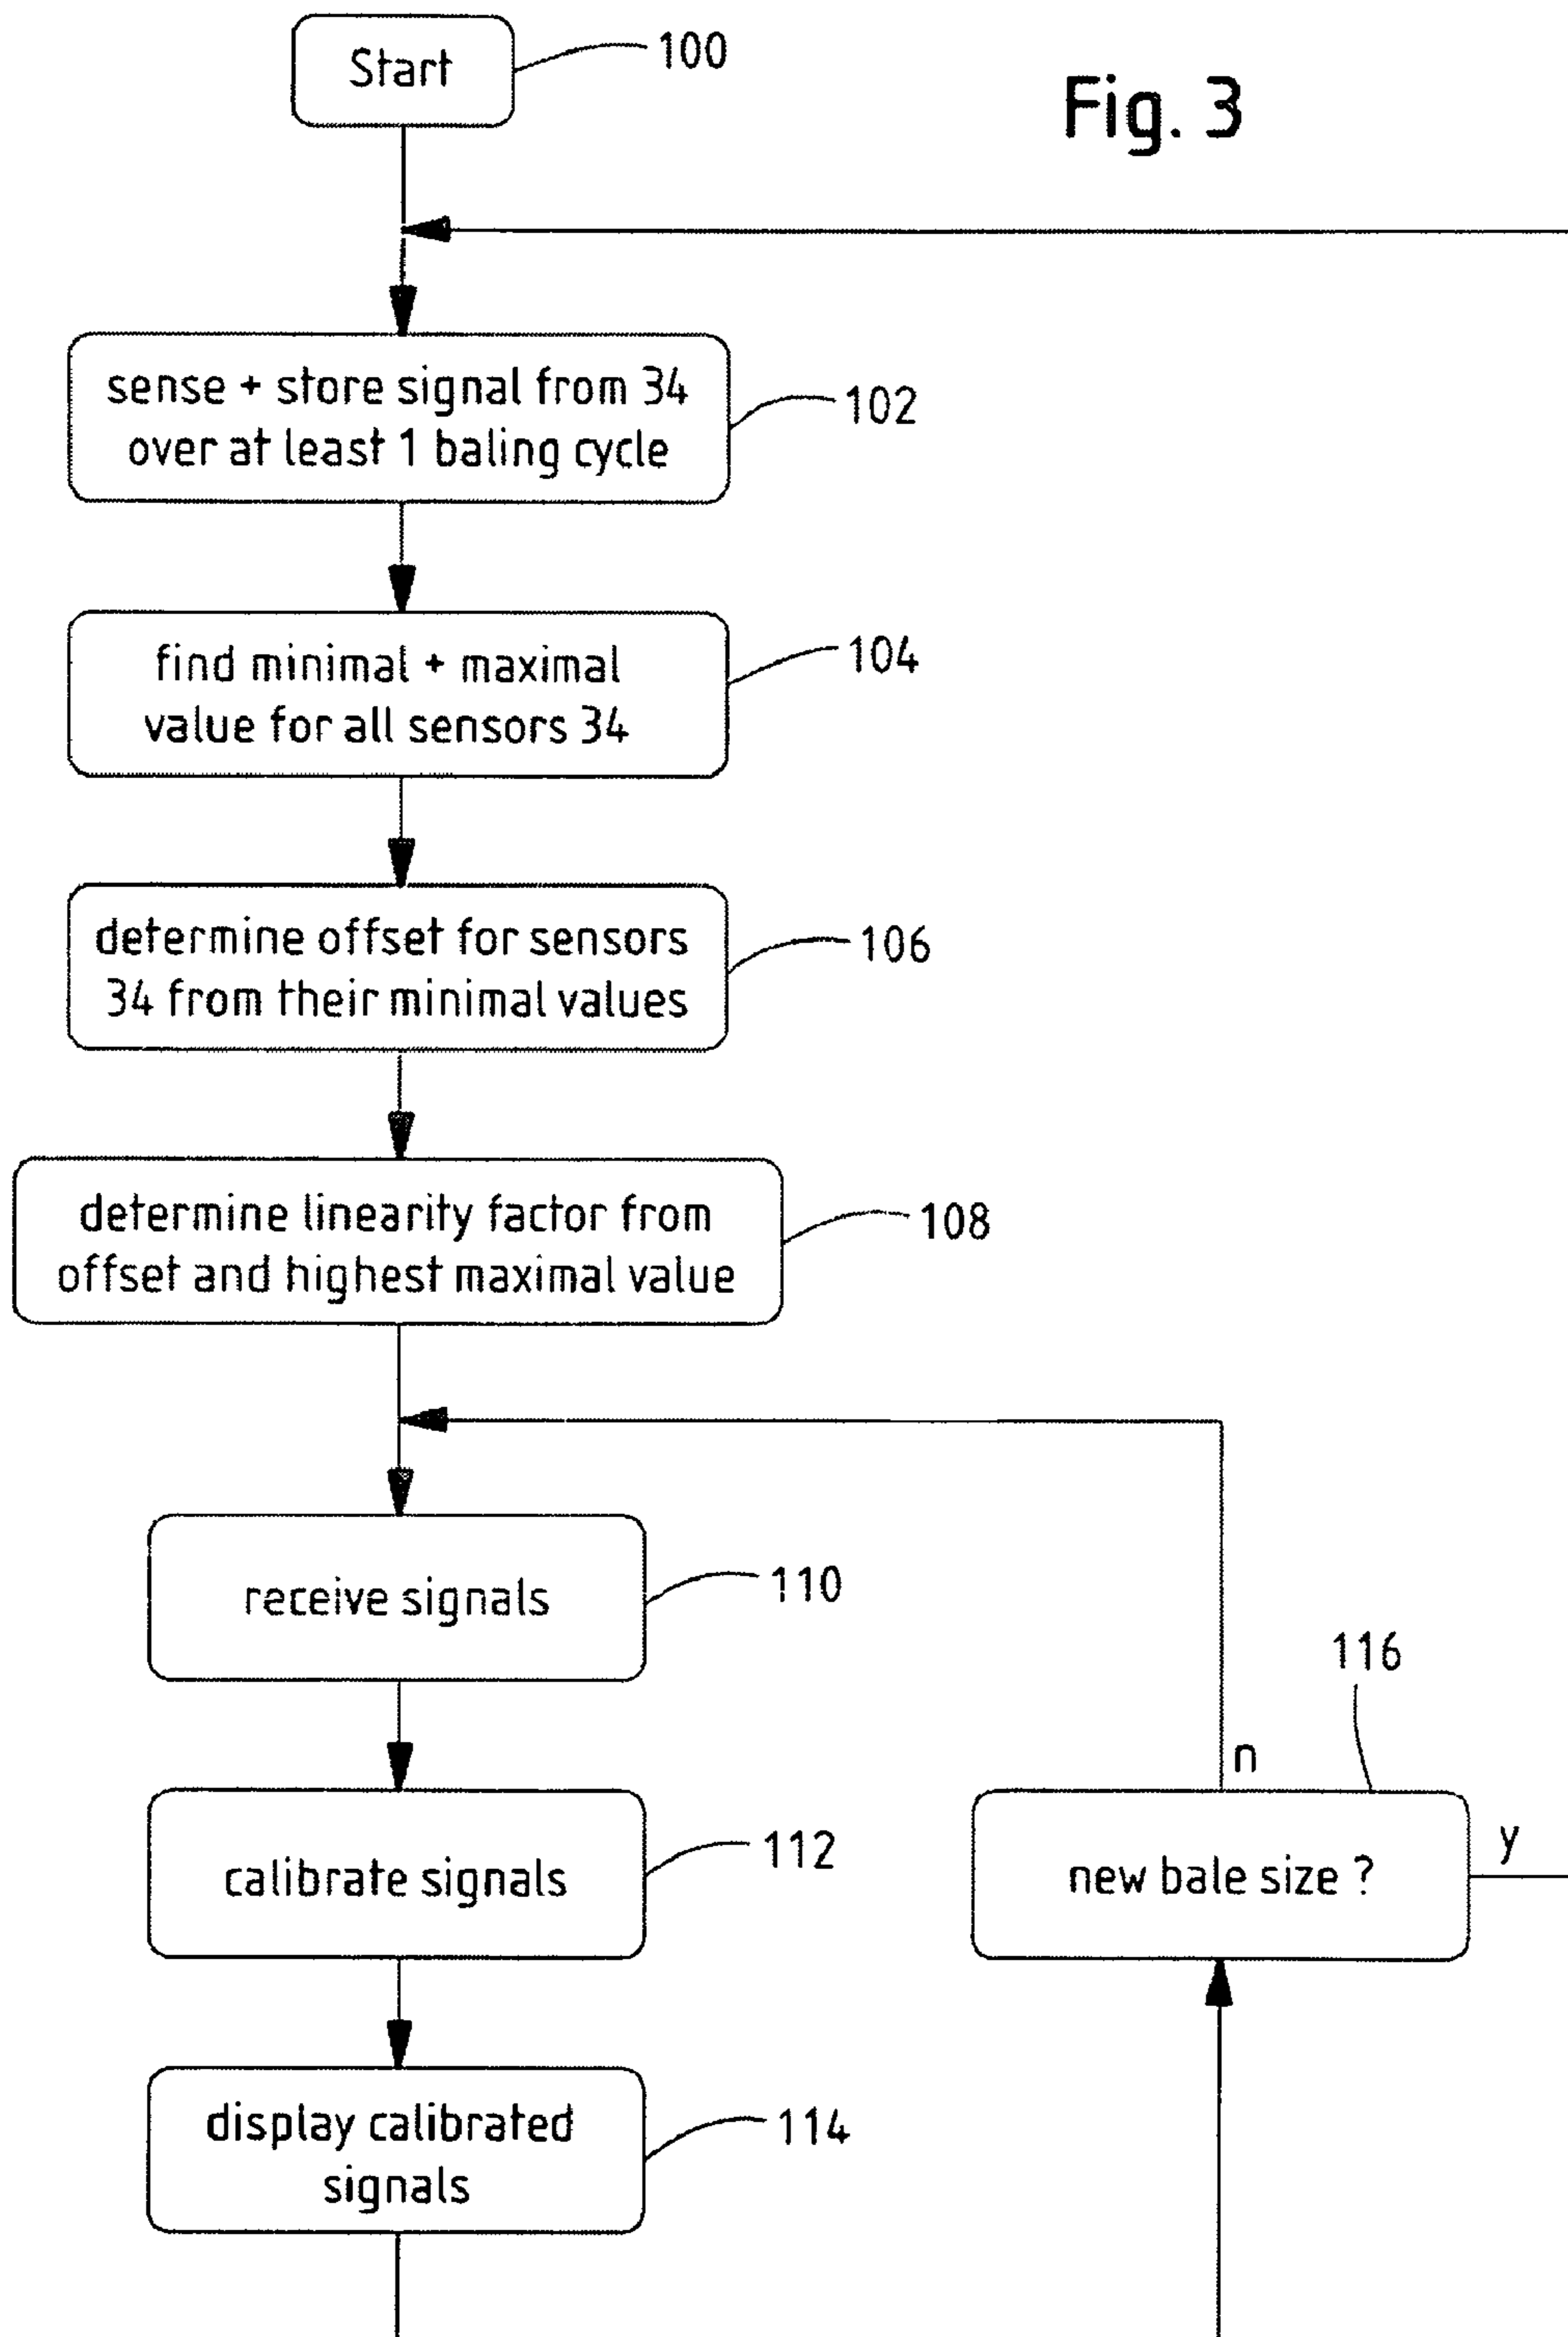 Start
100
Fig. 3
sense + store signal from 34
over at least 1 baling cycle
102
find minimal + maximal
value for all sensors 34
104
determine offset for sensors
34 from their minimal values
106
determine linearity factor from
offset and highest maximal value
108
receive signals
110
116
n
calibrate signals
112
new bale size ?
y
display calibrated
signals
114